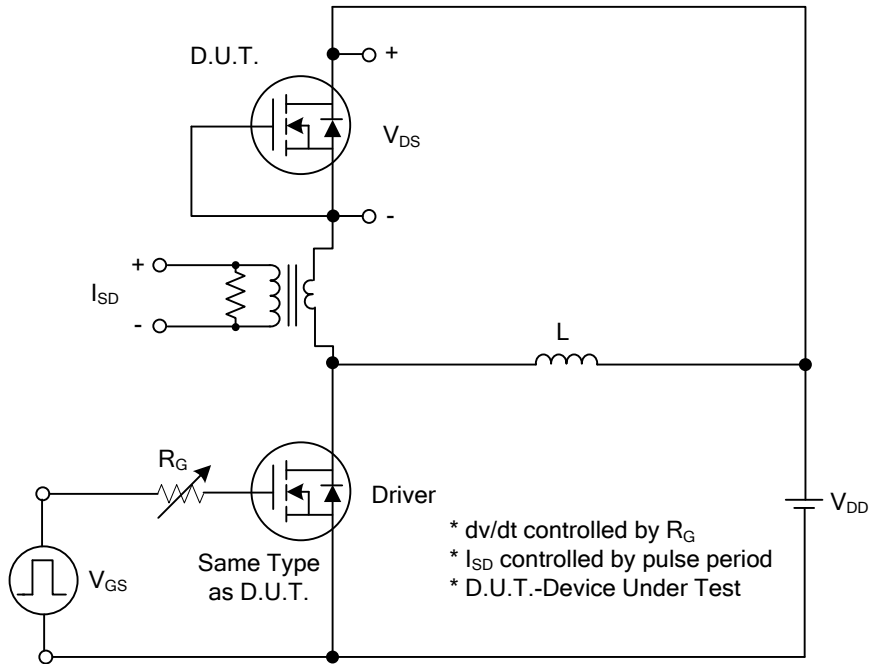 D.U.T.
+
V_DS
-
+
I_SD
-
L
R_G
Driver
V_DD
Same Type
as D.U.T.
V_GS
* dv/dt controlled by R_G
* I_SD controlled by pulse period
* D.U.T.-Device Under Test